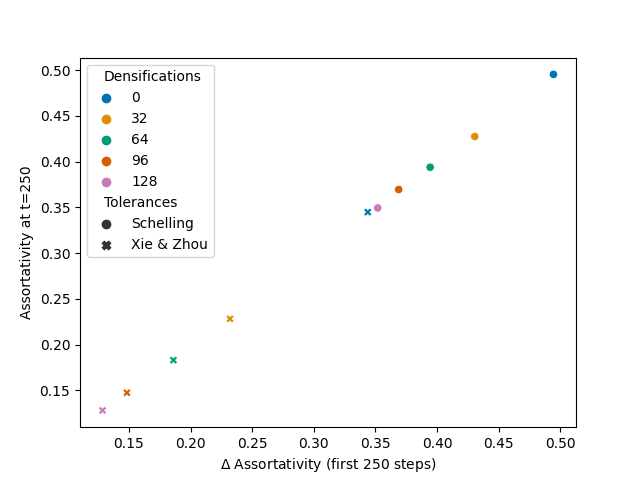 Densifications
0
32
64
96
128
Tolerances
Schelling
Xie & Zhou
Assortativity at t=250
0.50
0.45
0.40
0.35
0.30
0.25
0.20
0.15
0.15 0.20 0.25 0.30 0.35 0.40 0.45 0.50
Δ Assortativity (first 250 steps)